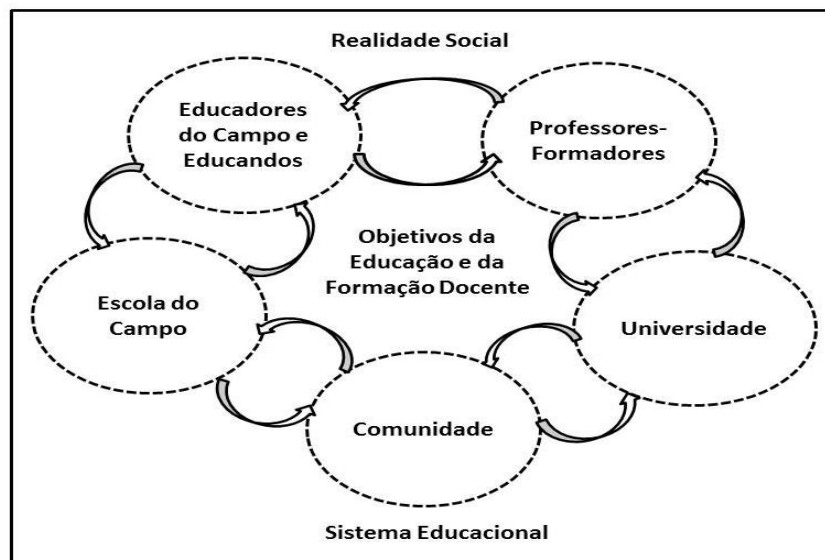 Realidade Social
Educadores
do Campo e
Educandos
Professores-
Formadores
Objetivos da
Educação e da
Formação Docente
Escola do
Campo
Universidade
Comunidade
Sistema Educacional